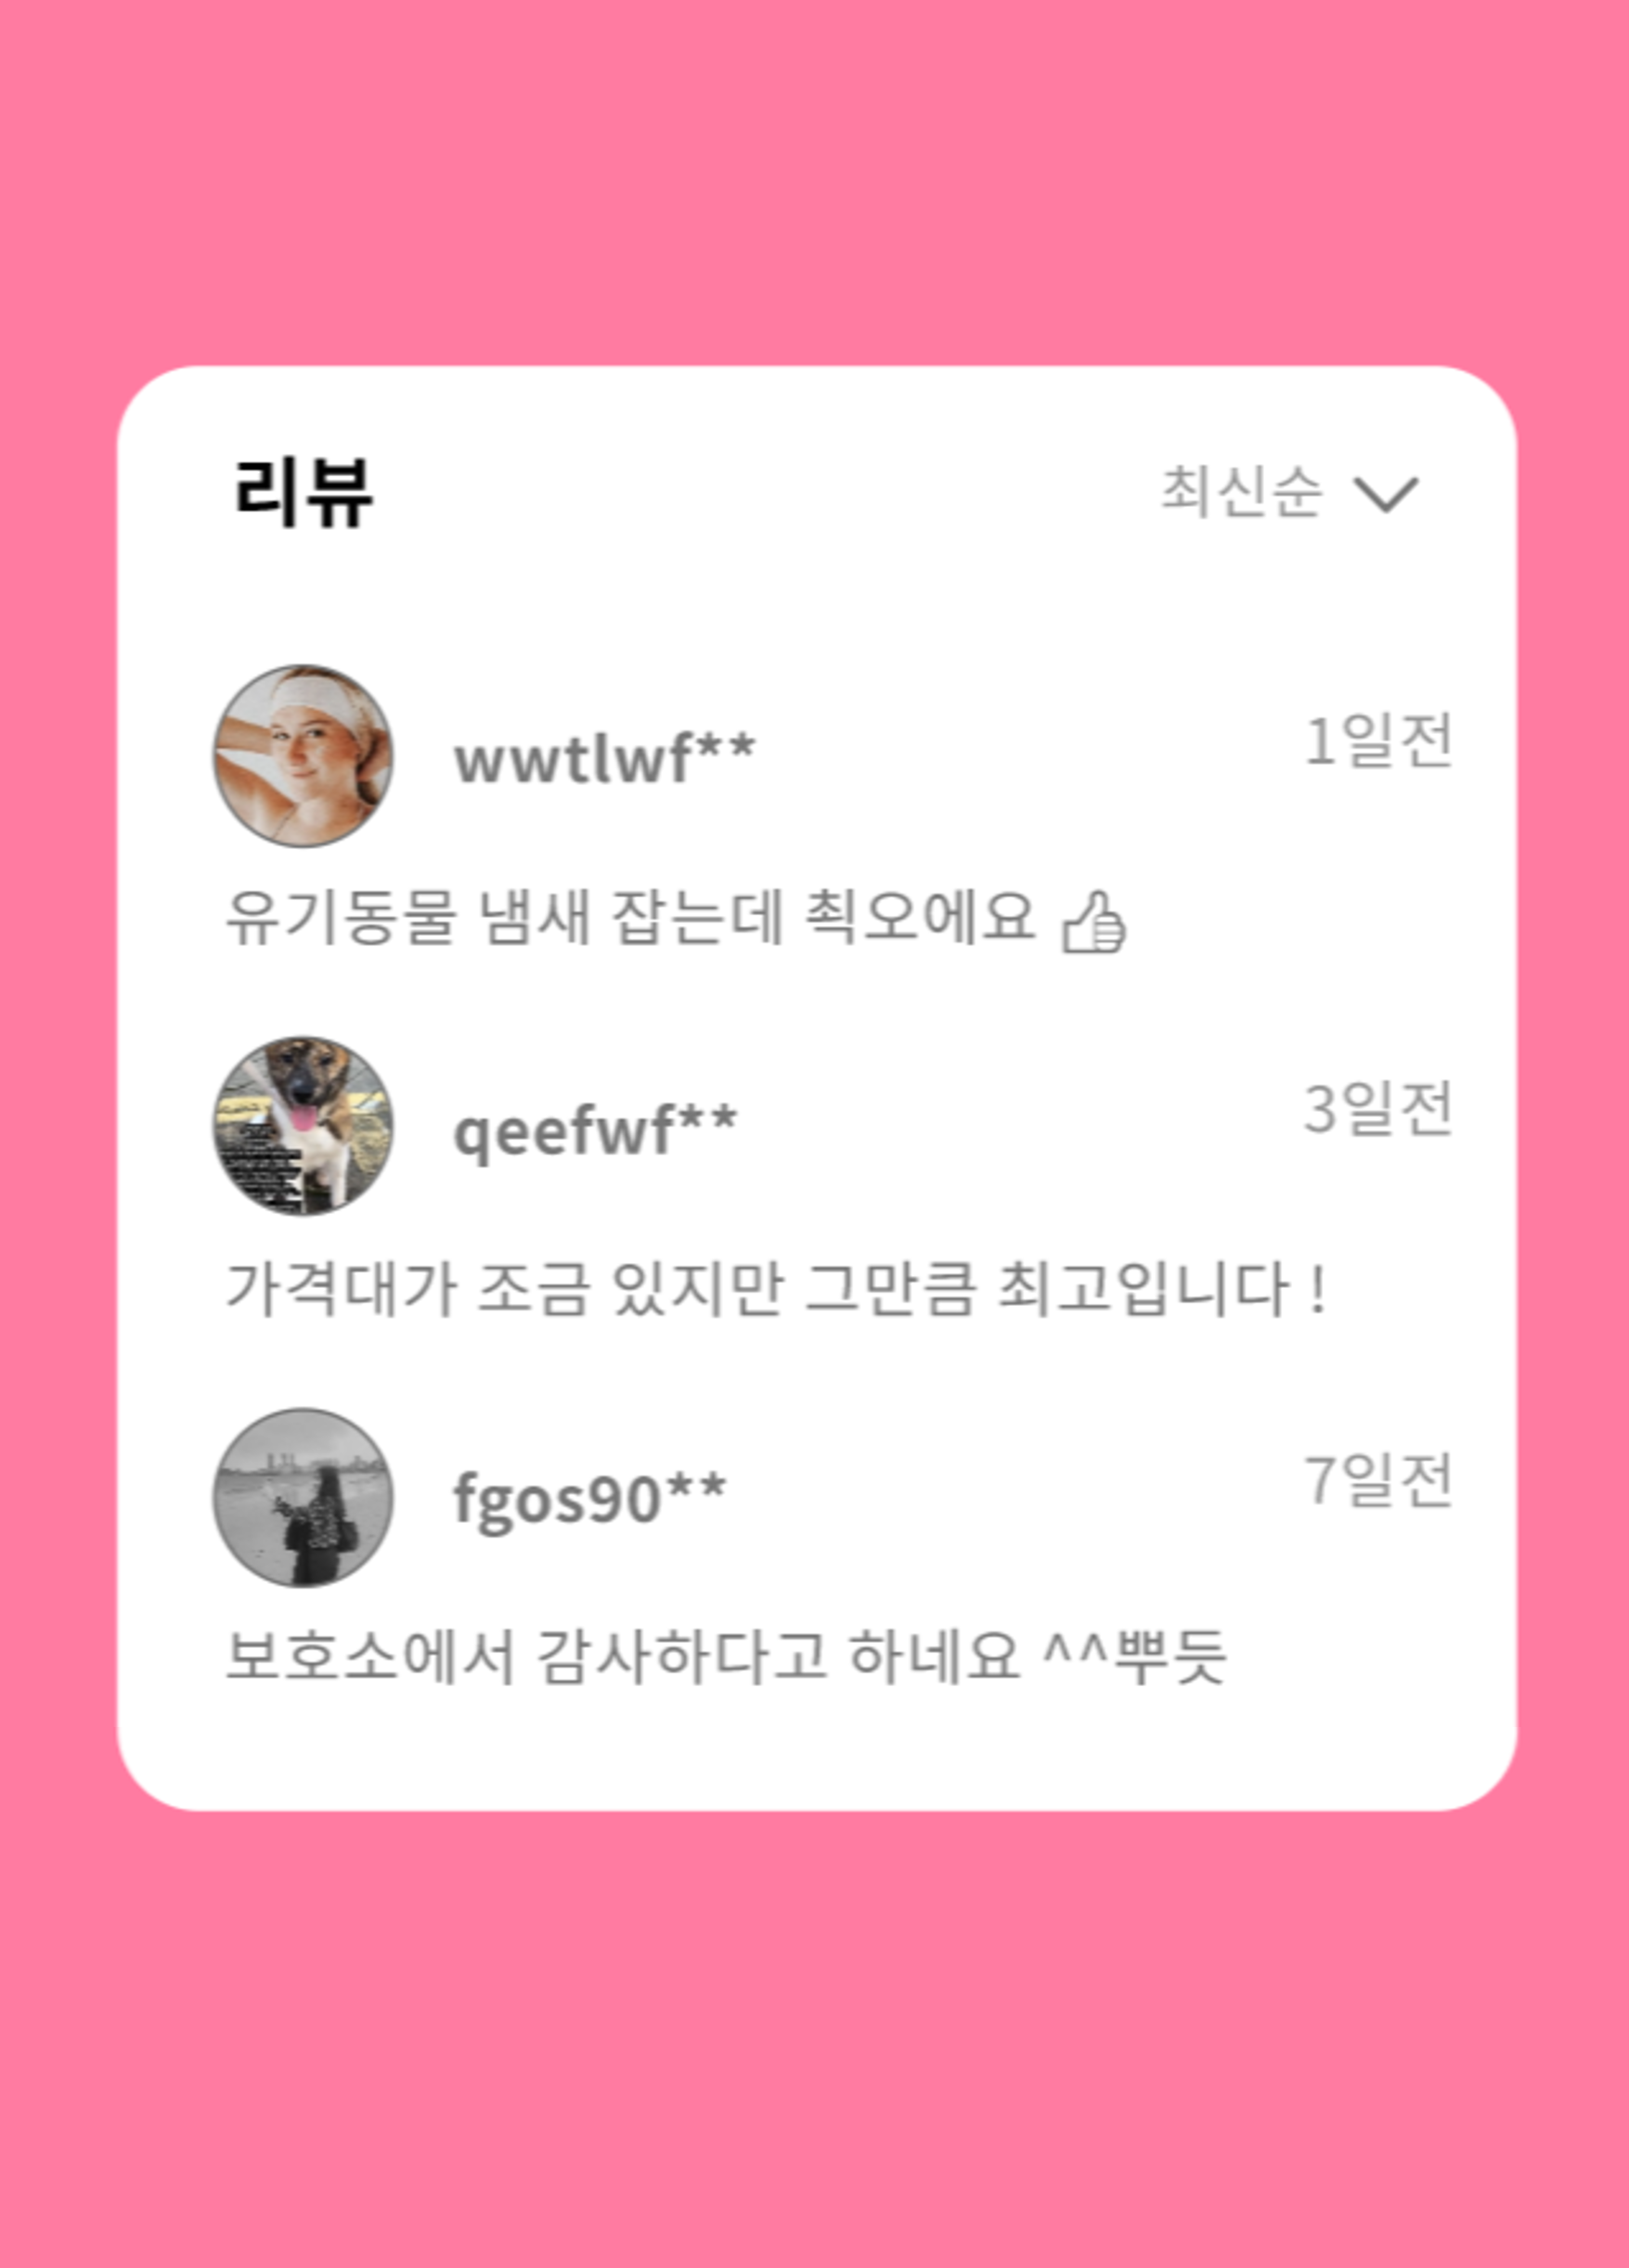 리뷰
최신순
wwtlwf**
1일전
유기동물 냄새 잡는데 쵝오에요
qeefwf**
3일전
가격대가 조금 있지만 그만큼 최고입니다 !
fgos90**
7일전
보호소에서 감사하다고 하네요 ^^뿌듯